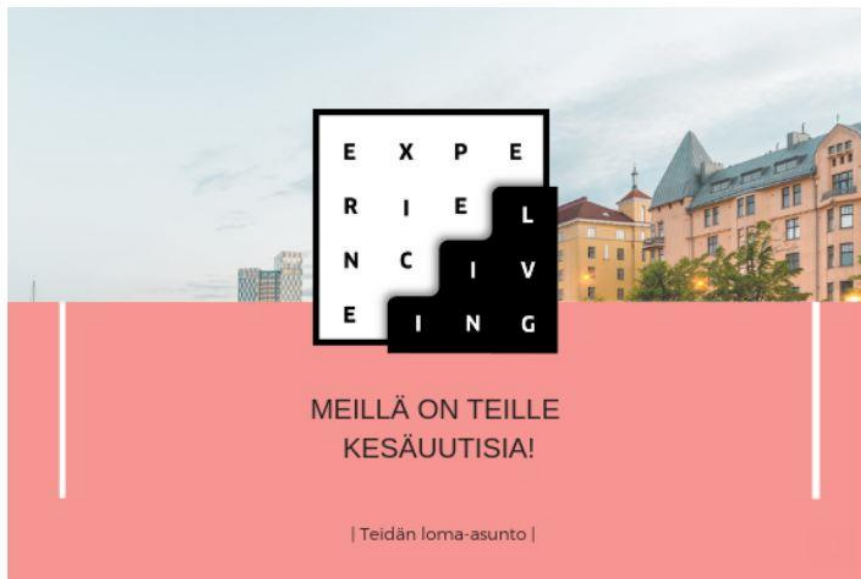 E X P E
R I E L
N C I V
E I N G
MEILLÄ ON TEILLE
KESÄUUTISIA!
| Teidän loma-asunto |